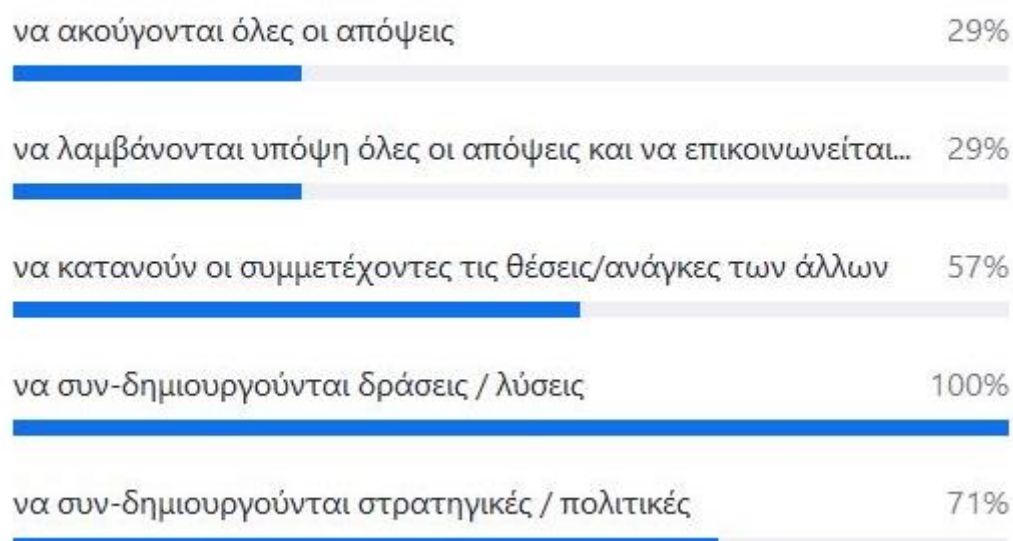 να ακούγονται όλες οι απόψεις 29%
να λαμβάνονται υπόψη όλες οι απόψεις και να επικοινωνείται... 29%
να κατανούν οι συμμετέχοντες τις θέσεις/ανάγκες των άλλων 57%
να συν-δημιουργούνται δράσεις / λύσεις 100%
να συν-δημιουργούνται στρατηγικές / πολιτικές 71%